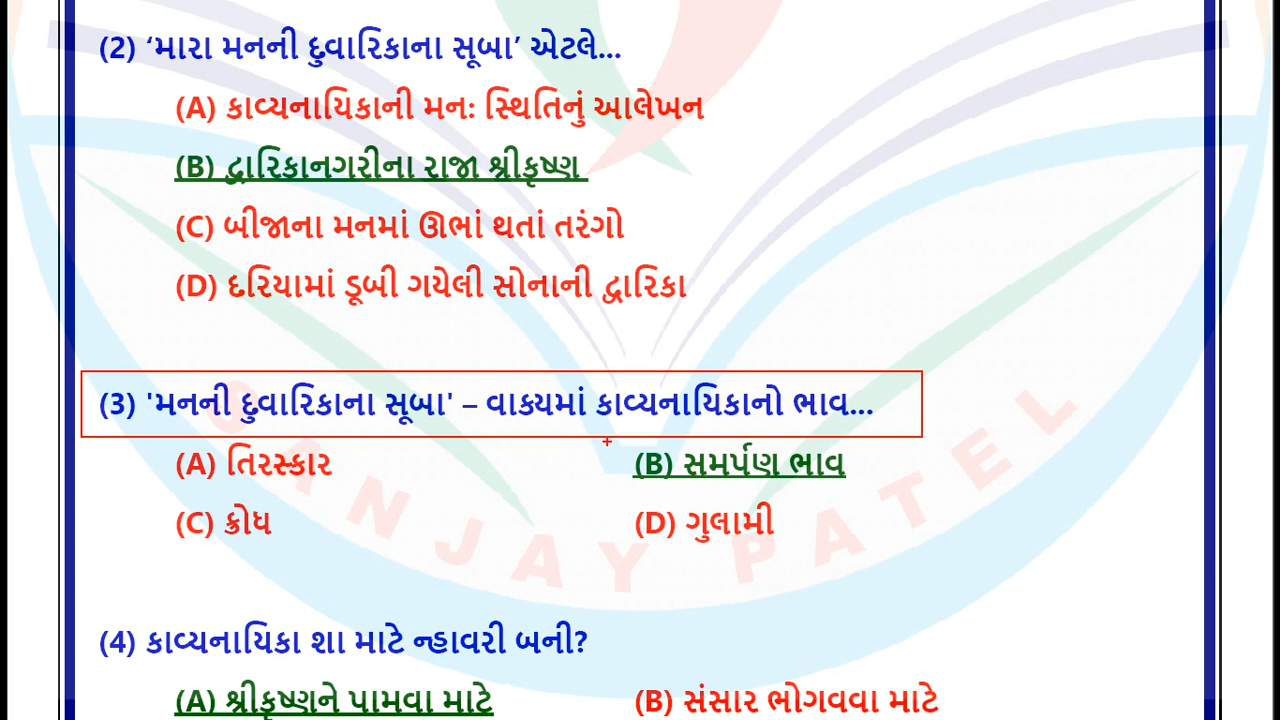 (2) ‘મારા મનની દુવારિકાના સૂબા’ એટલે...
(A) કાવ્યનાયિકાની મનઃ સ્થિતિનું આલેખન
(B) દ્વારિકાનગરીના રાજા શ્રીકૃષ્ણ
(C) બીજાના મનમાં ઊભાં થતાં તરંગો
(D) દરિયામાં ડૂબી ગયેલી સોનાની દ્વારિકા
(3) 'મનની દુવારિકાના સૂબા' – વાક્યમાં કાવ્યનાયિકાનો ભાવ...
(A) તિરસ્કાર (B) સમર્પણ ભાવ
(C) ક્રોધ (D) ગુલામી
SANJAY PATEL
(4) કાવ્યનાયિકા શા માટે ન્હાવરી બની?
(A) શ્રીકૃષ્ણને પામવા માટે (B) સંસાર ભોગવવા માટે